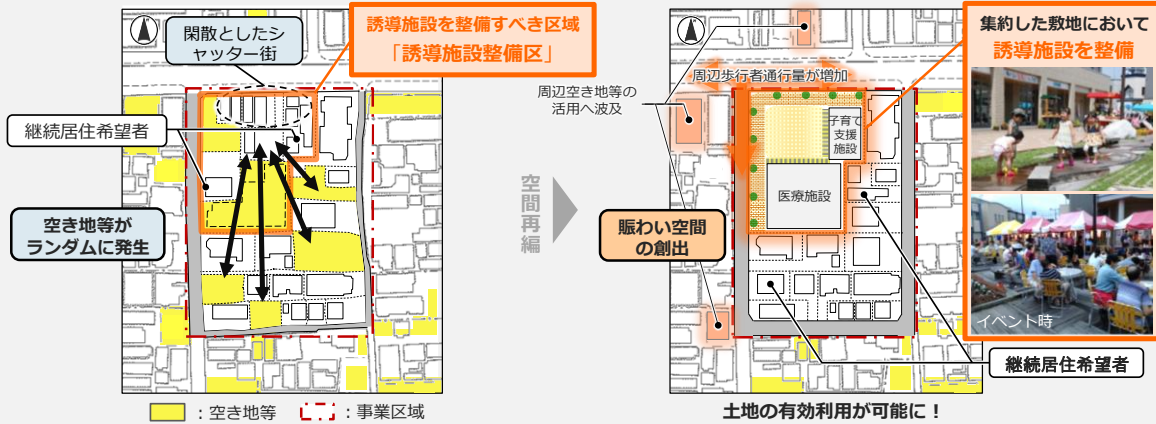 閑散としたシ
ャッター街
誘導施設を整備すべき区域
「誘導施設整備区」
継続居住希望者
空き地等が
ランダムに発生
：空き地等
：事業区域
空間再編
周辺空き地等の
活用へ波及
周辺歩行者通行量が増加
子育て
支援
施設
医療施設
賑わい空間
の創出
集約した敷地において
誘導施設を整備
イベント時
継続居住希望者
土地の有効利用が可能に！